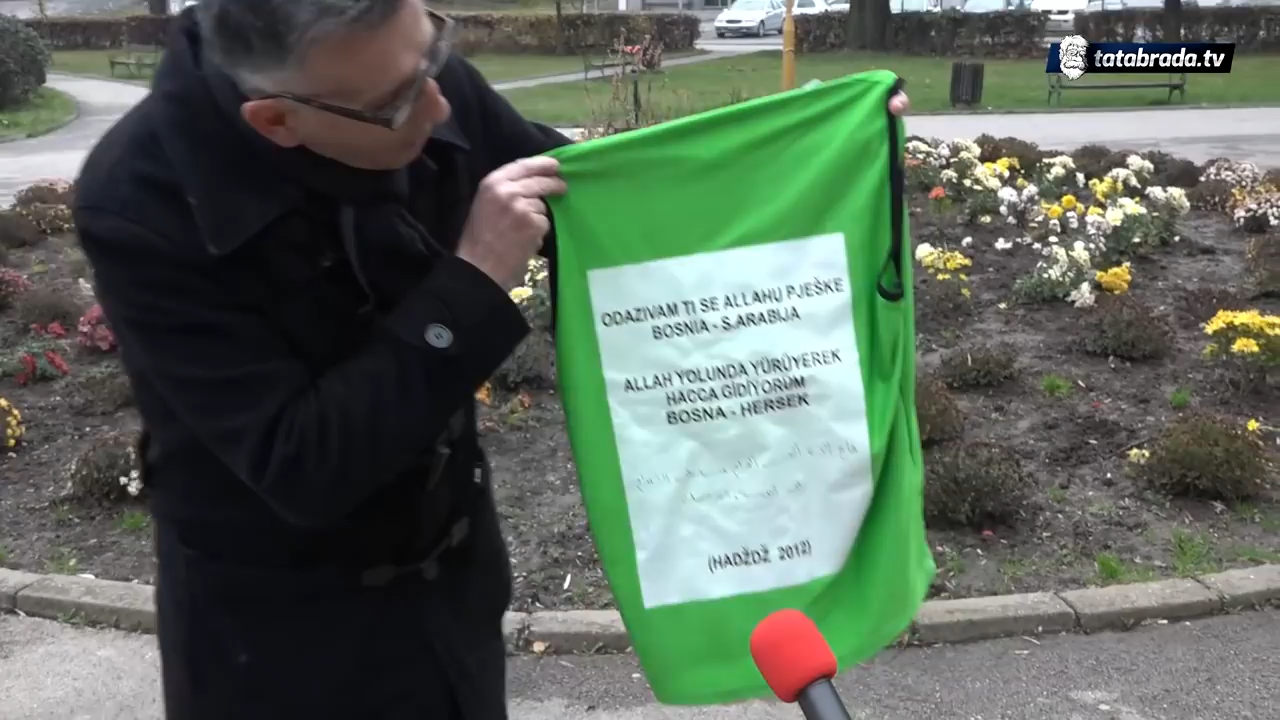 tatabrada.tv
ODAZIVAM TI SE ALLAHU PJEŠKE
BOSNIA - S.ARABIJA
ALLAH YOLUNDA YÜRÜYEREK
HACCA GİDİYORUM
BOSNA - HERSEK
(HADŽDŽ 2012)